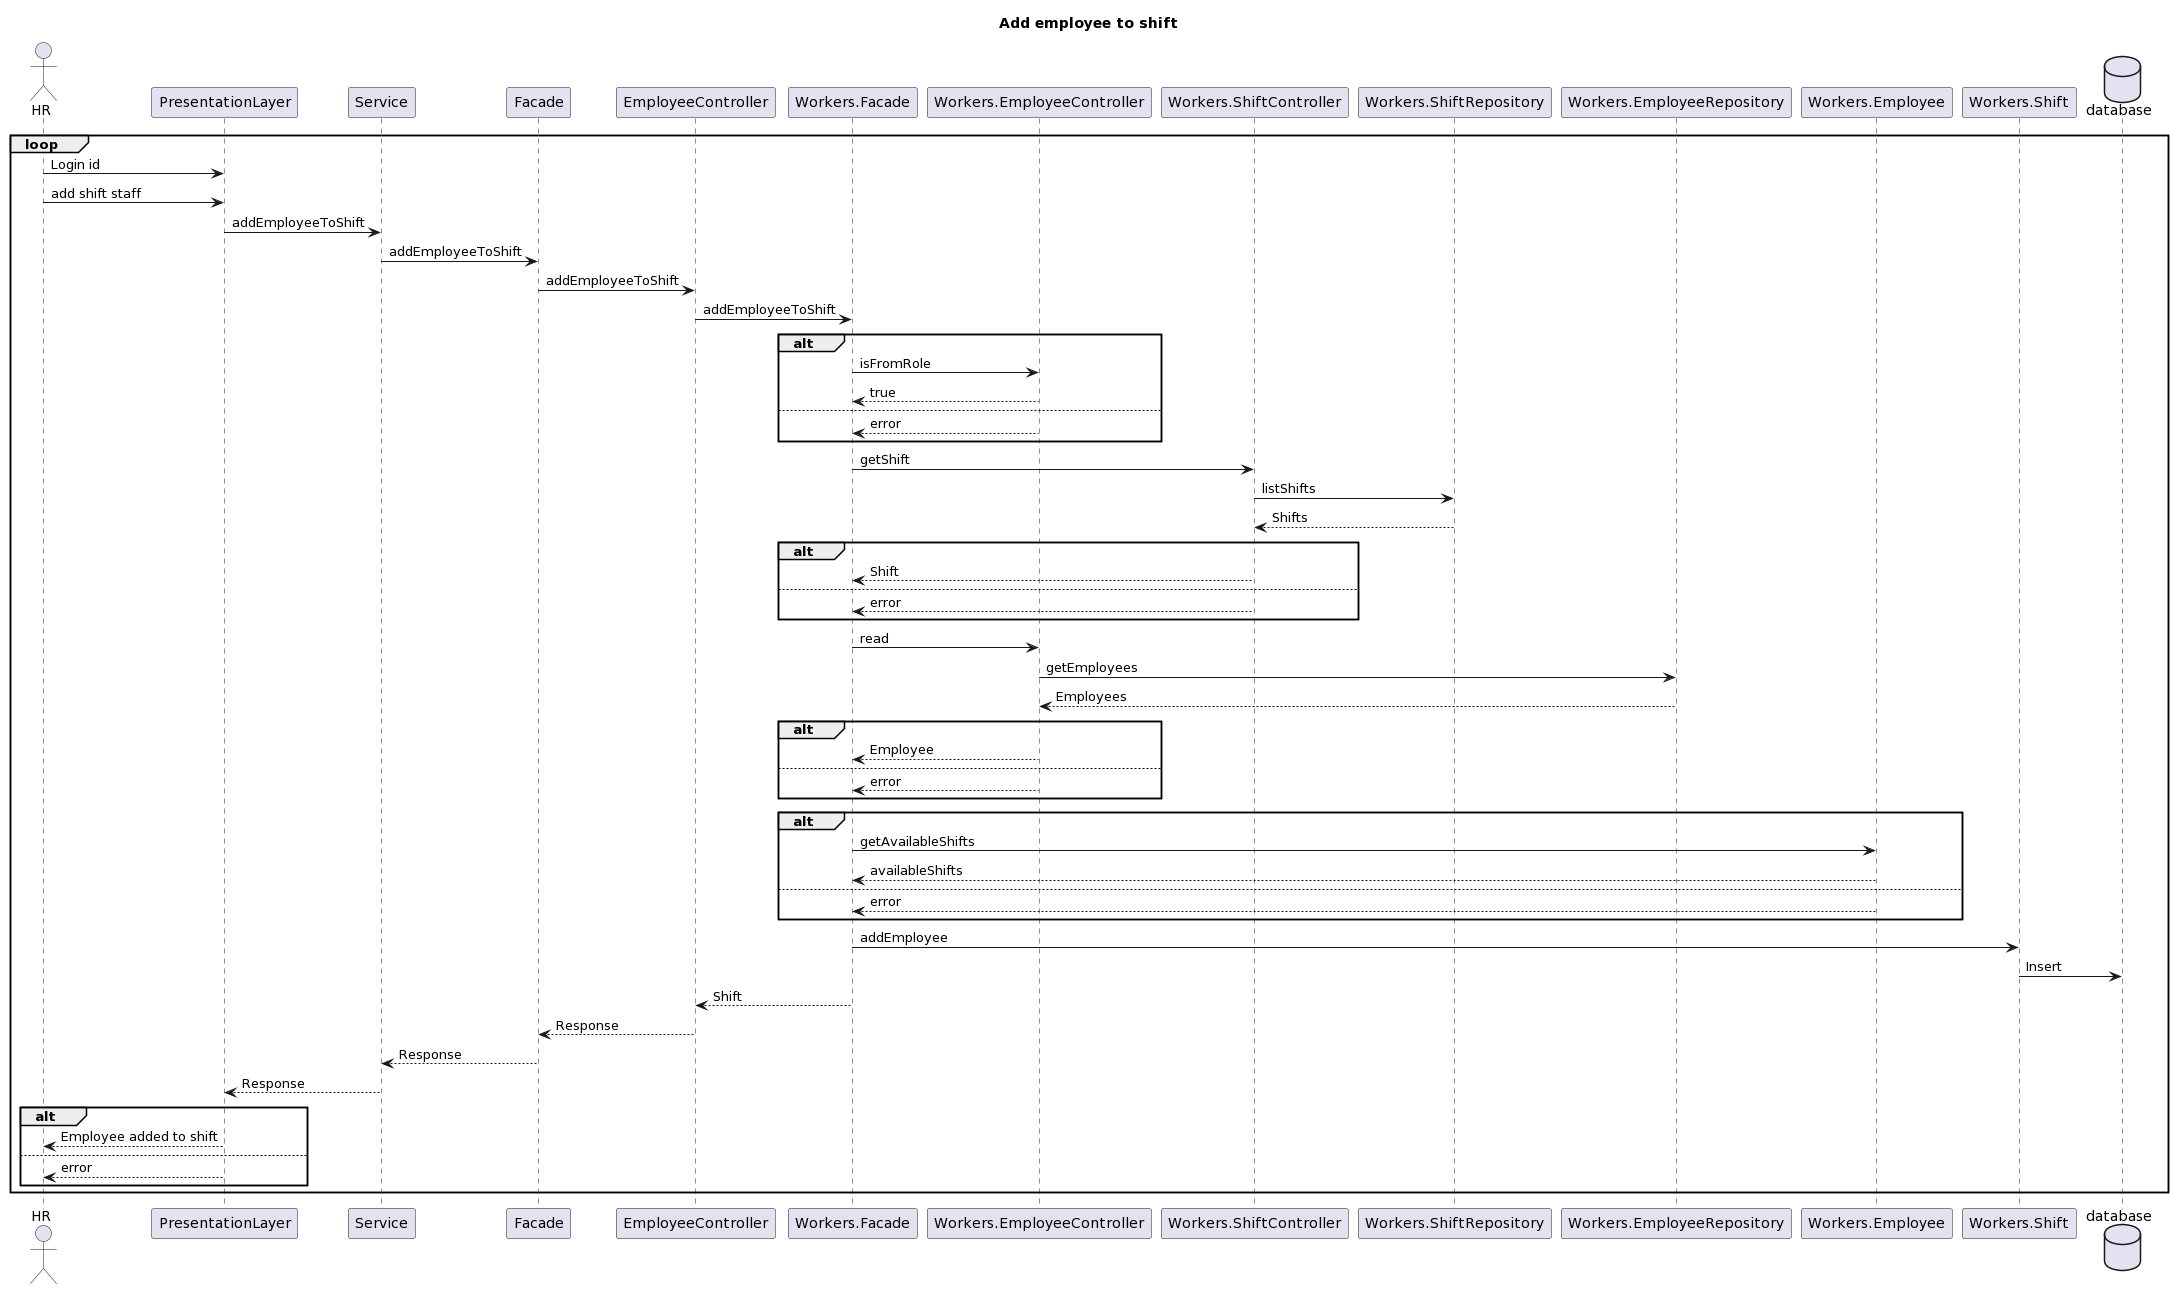 Add employee to shift
HR
PresentationLayer
Service
Facade
EmployeeController
Workers.Facade
Workers.EmployeeController
Workers.ShiftController
Workers.ShiftRepository
Workers.EmployeeRepository
Workers.Employee
Workers.Shift
database
loop
Login id
add shift staff
addEmployeeToShift
addEmployeeToShift
addEmployeeToShift
addEmployeeToShift
alt
isFromRole
true
error
getShift
listShifts
Shifts
alt
Shift
error
read
getEmployees
Employees
alt
Employee
error
alt
getAvailableShifts
availableShifts
error
addEmployee
Insert
Shift
Response
Response
Response
alt
Employee added to shift
error
HR
PresentationLayer
Service
Facade
EmployeeController
Workers.Facade
Workers.EmployeeController
Workers.ShiftController
Workers.ShiftRepository
Workers.EmployeeRepository
Workers.Employee
Workers.Shift
database